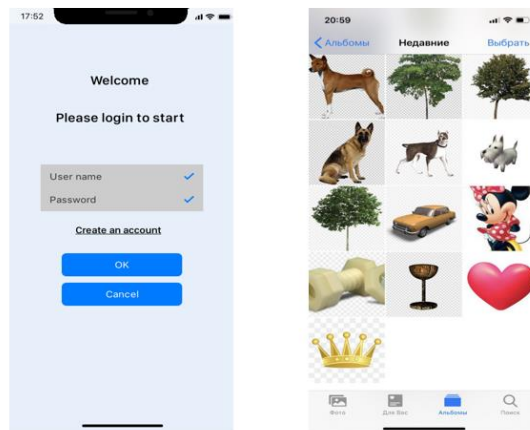 17:52
Welcome
Please login to start
User name
Password
Create an account
OK
Cancel
20:59
Альбомы
Недавние
Выбрать
Фото
Для Вас
Альбомы
Поиск